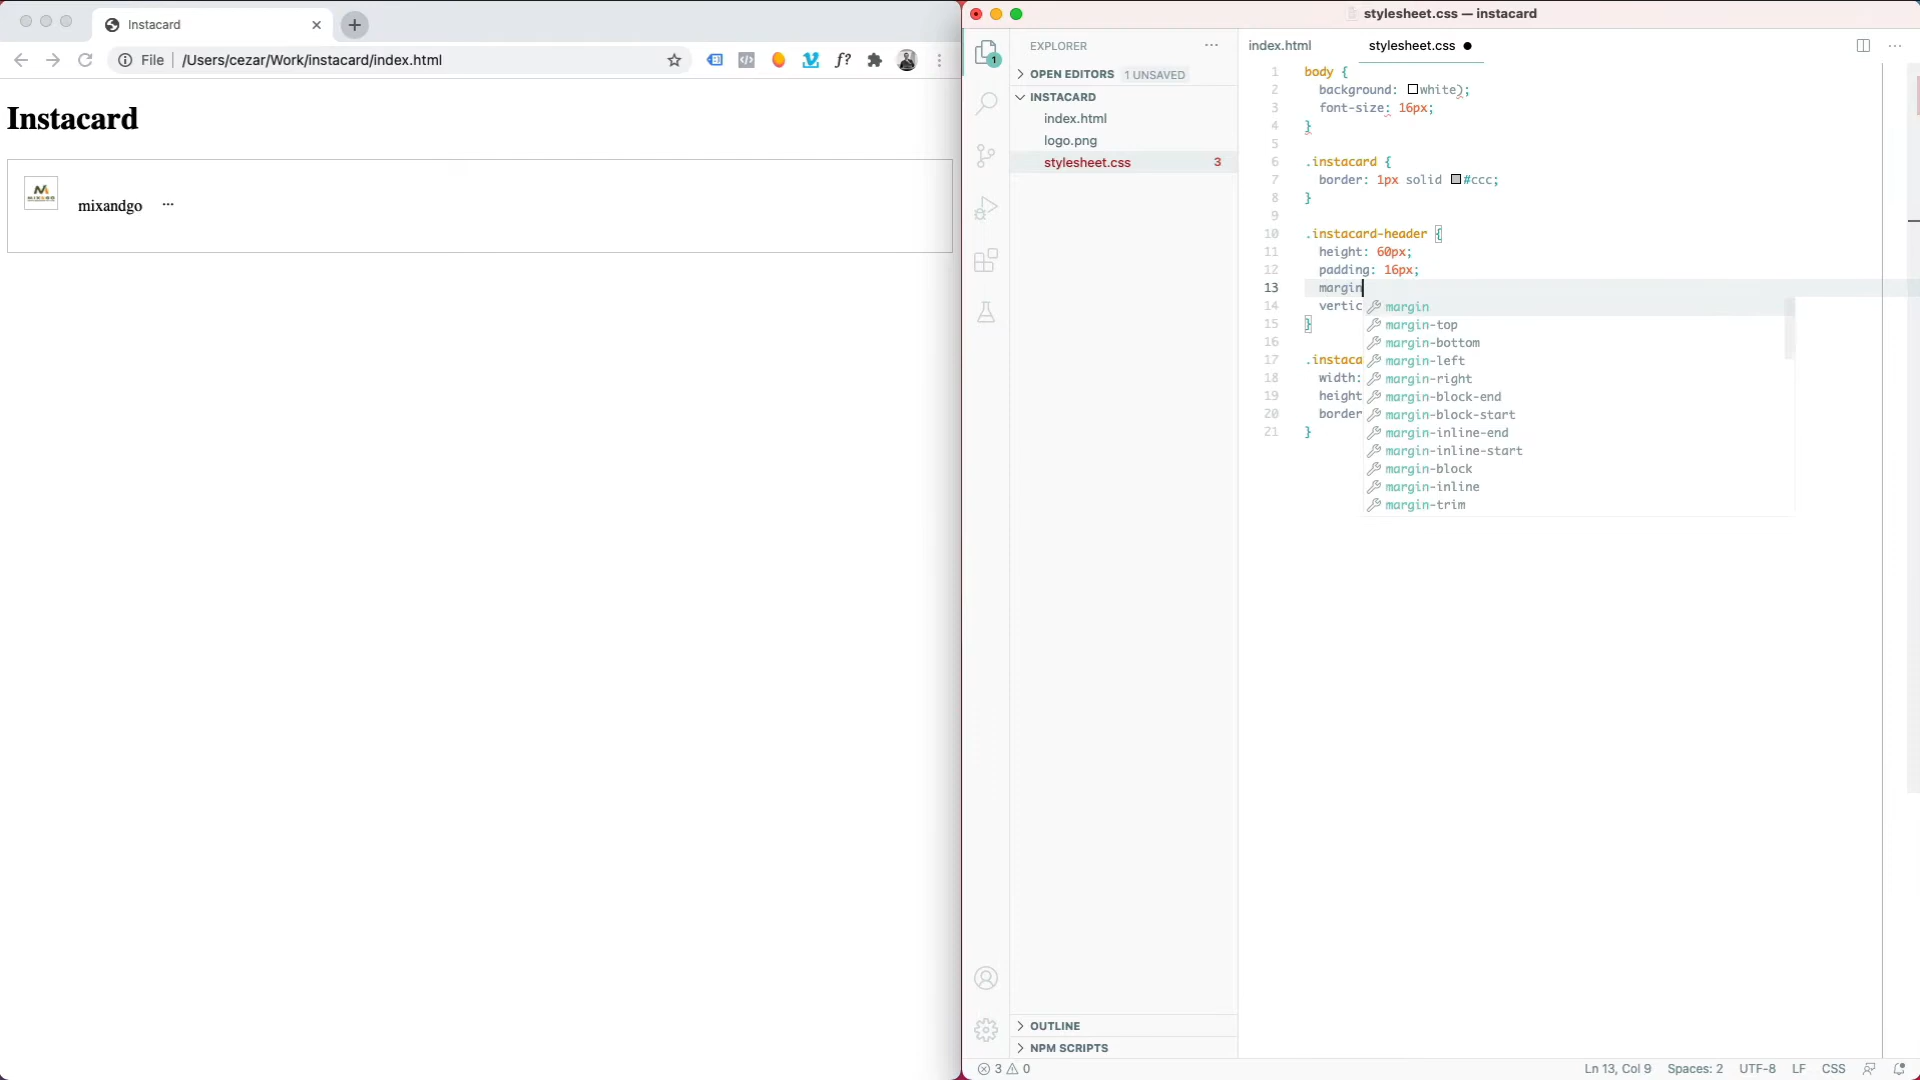 Instacard
File
/Users/cezar/Work/instacard/index.html
f?
Instacard
mixandgo
···
stylesheet.css — instacard
EXPLORER
···
index.html
stylesheet.css
1
OPEN EDITORS
1 UNSAVED
INSTACARD
index.html
logo.png
stylesheet.css
3
1 body {
2 background: white);
3 font-size: 16px;
4 }
5
6 .instacard {
7 border: 1px solid #ccc;
8 }
9
10 .instacard-header {
11 height: 60px;
12 padding: 16px;
13 margin
14 vertic
15 }
16
17 .instaca
18 width:
19 height
20 border
21 }
margin
margin-top
margin-bottom
margin-left
margin-right
margin-block-end
margin-block-start
margin-inline-end
margin-inline-start
margin-block
margin-inline
margin-trim
OUTLINE
NPM SCRIPTS
3
0
Ln 13, Col 9
Spaces: 2
UTF-8
LF
CSS